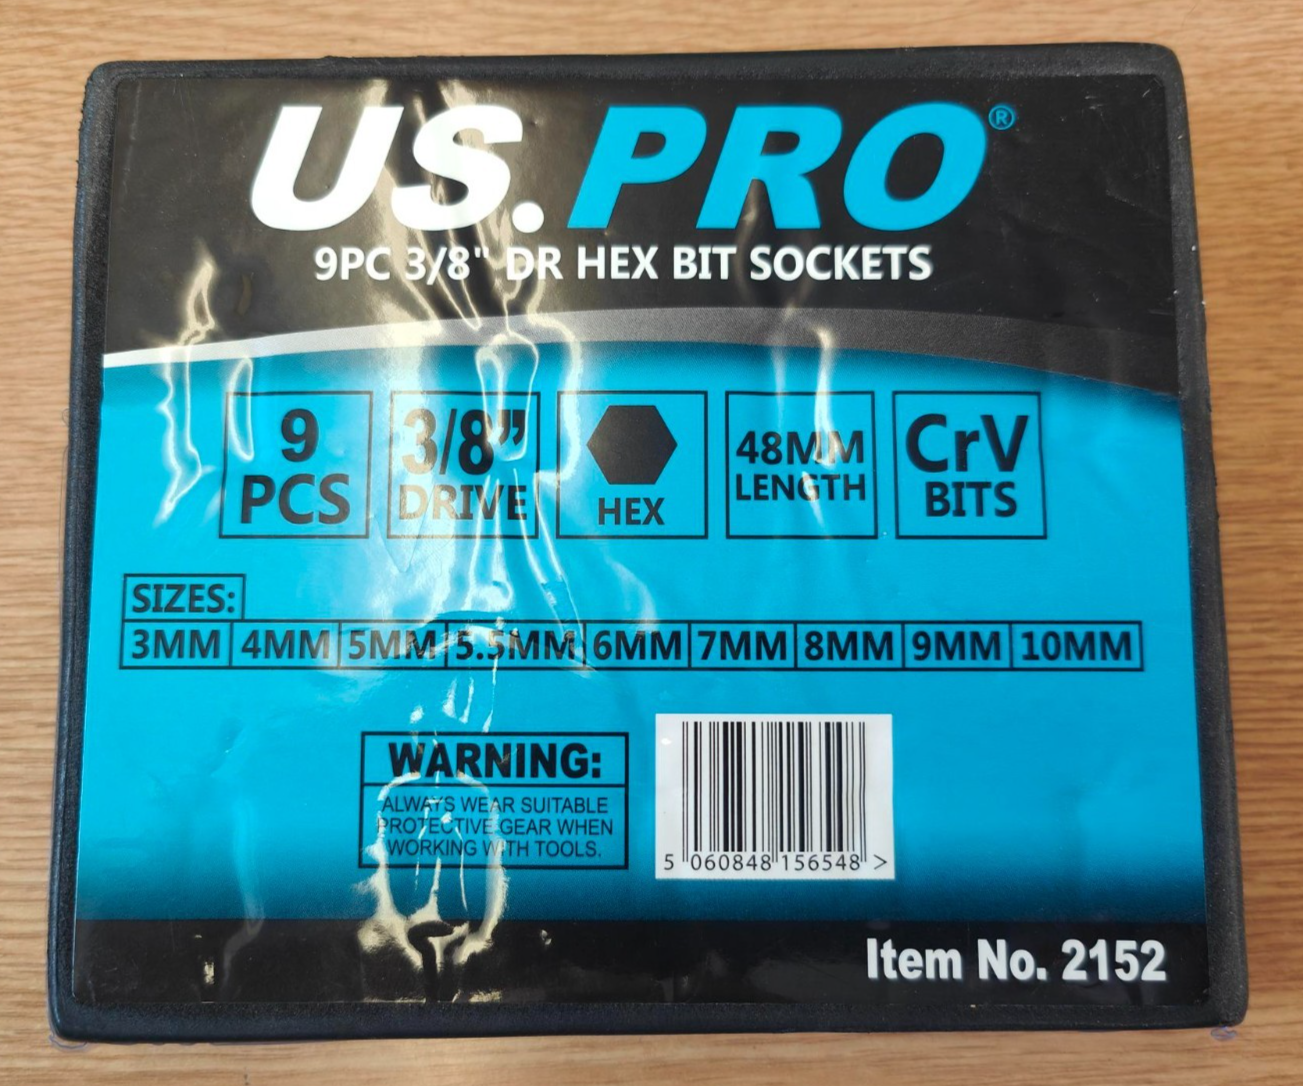 US.PRO®
9PC 3/8" DR HEX BIT SOCKETS
9
PCS
3/8”
DRIVE
HEX
48MM
LENGTH
CrV
BITS
SIZES:
3MM 4MM 5MM 5.5MM 6MM 7MM 8MM 9MM 10MM
WARNING:
ALWAYS WEAR SUITABLE
PROTECTIVE GEAR WHEN
WORKING WITH TOOLS.
5 060848 156548 >
Item No. 2152